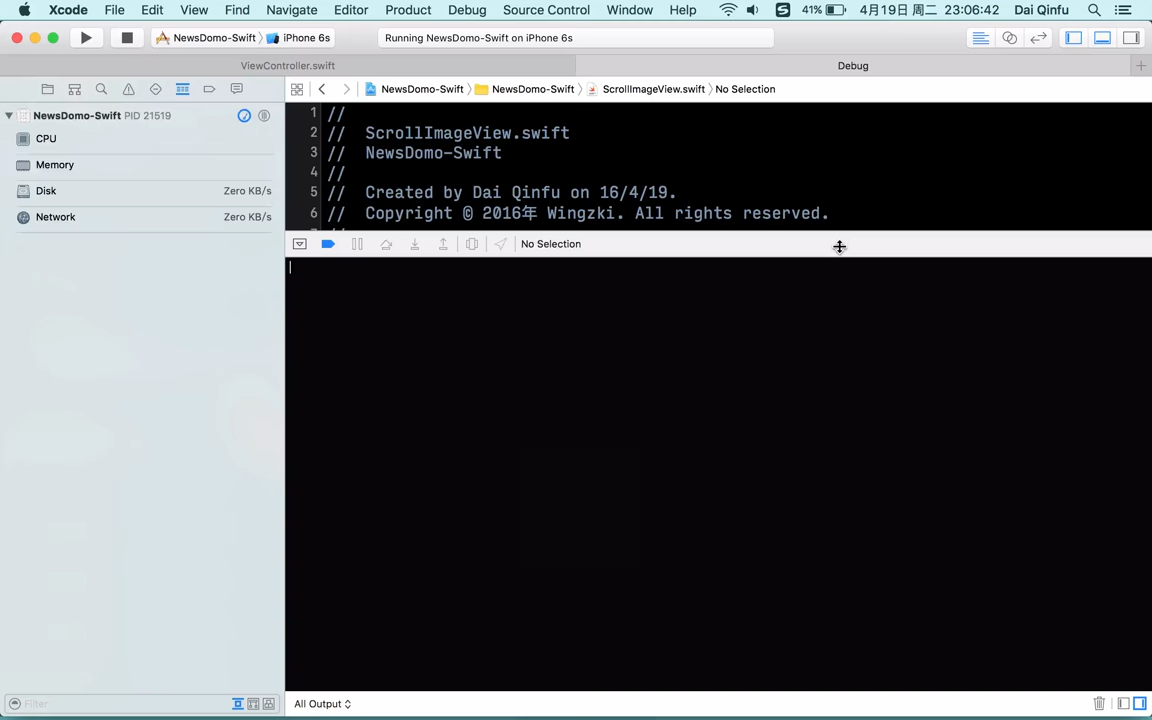 Xcode File Edit View Find Navigate Editor Product Debug Source Control Window Help 41% 4月19日 周二 23:06:42 Dai Qinfu
NewsDomo-Swift iPhone 6s Running NewsDomo-Swift on iPhone 6s
ViewController.swift Debug
NewsDomo-Swift NewsDomo-Swift ScrollImageView.swift No Selection
NewsDomo-Swift PID 21519
CPU
Memory
Disk Zero KB/s
Network Zero KB/s
1 //
2 // ScrollImageView.swift
3 // NewsDomo-Swift
4 //
5 // Created by Dai Qinfu on 16/4/19.
6 // Copyright © 2016年 Wingzki. All rights reserved.
No Selection
Filter
All Output